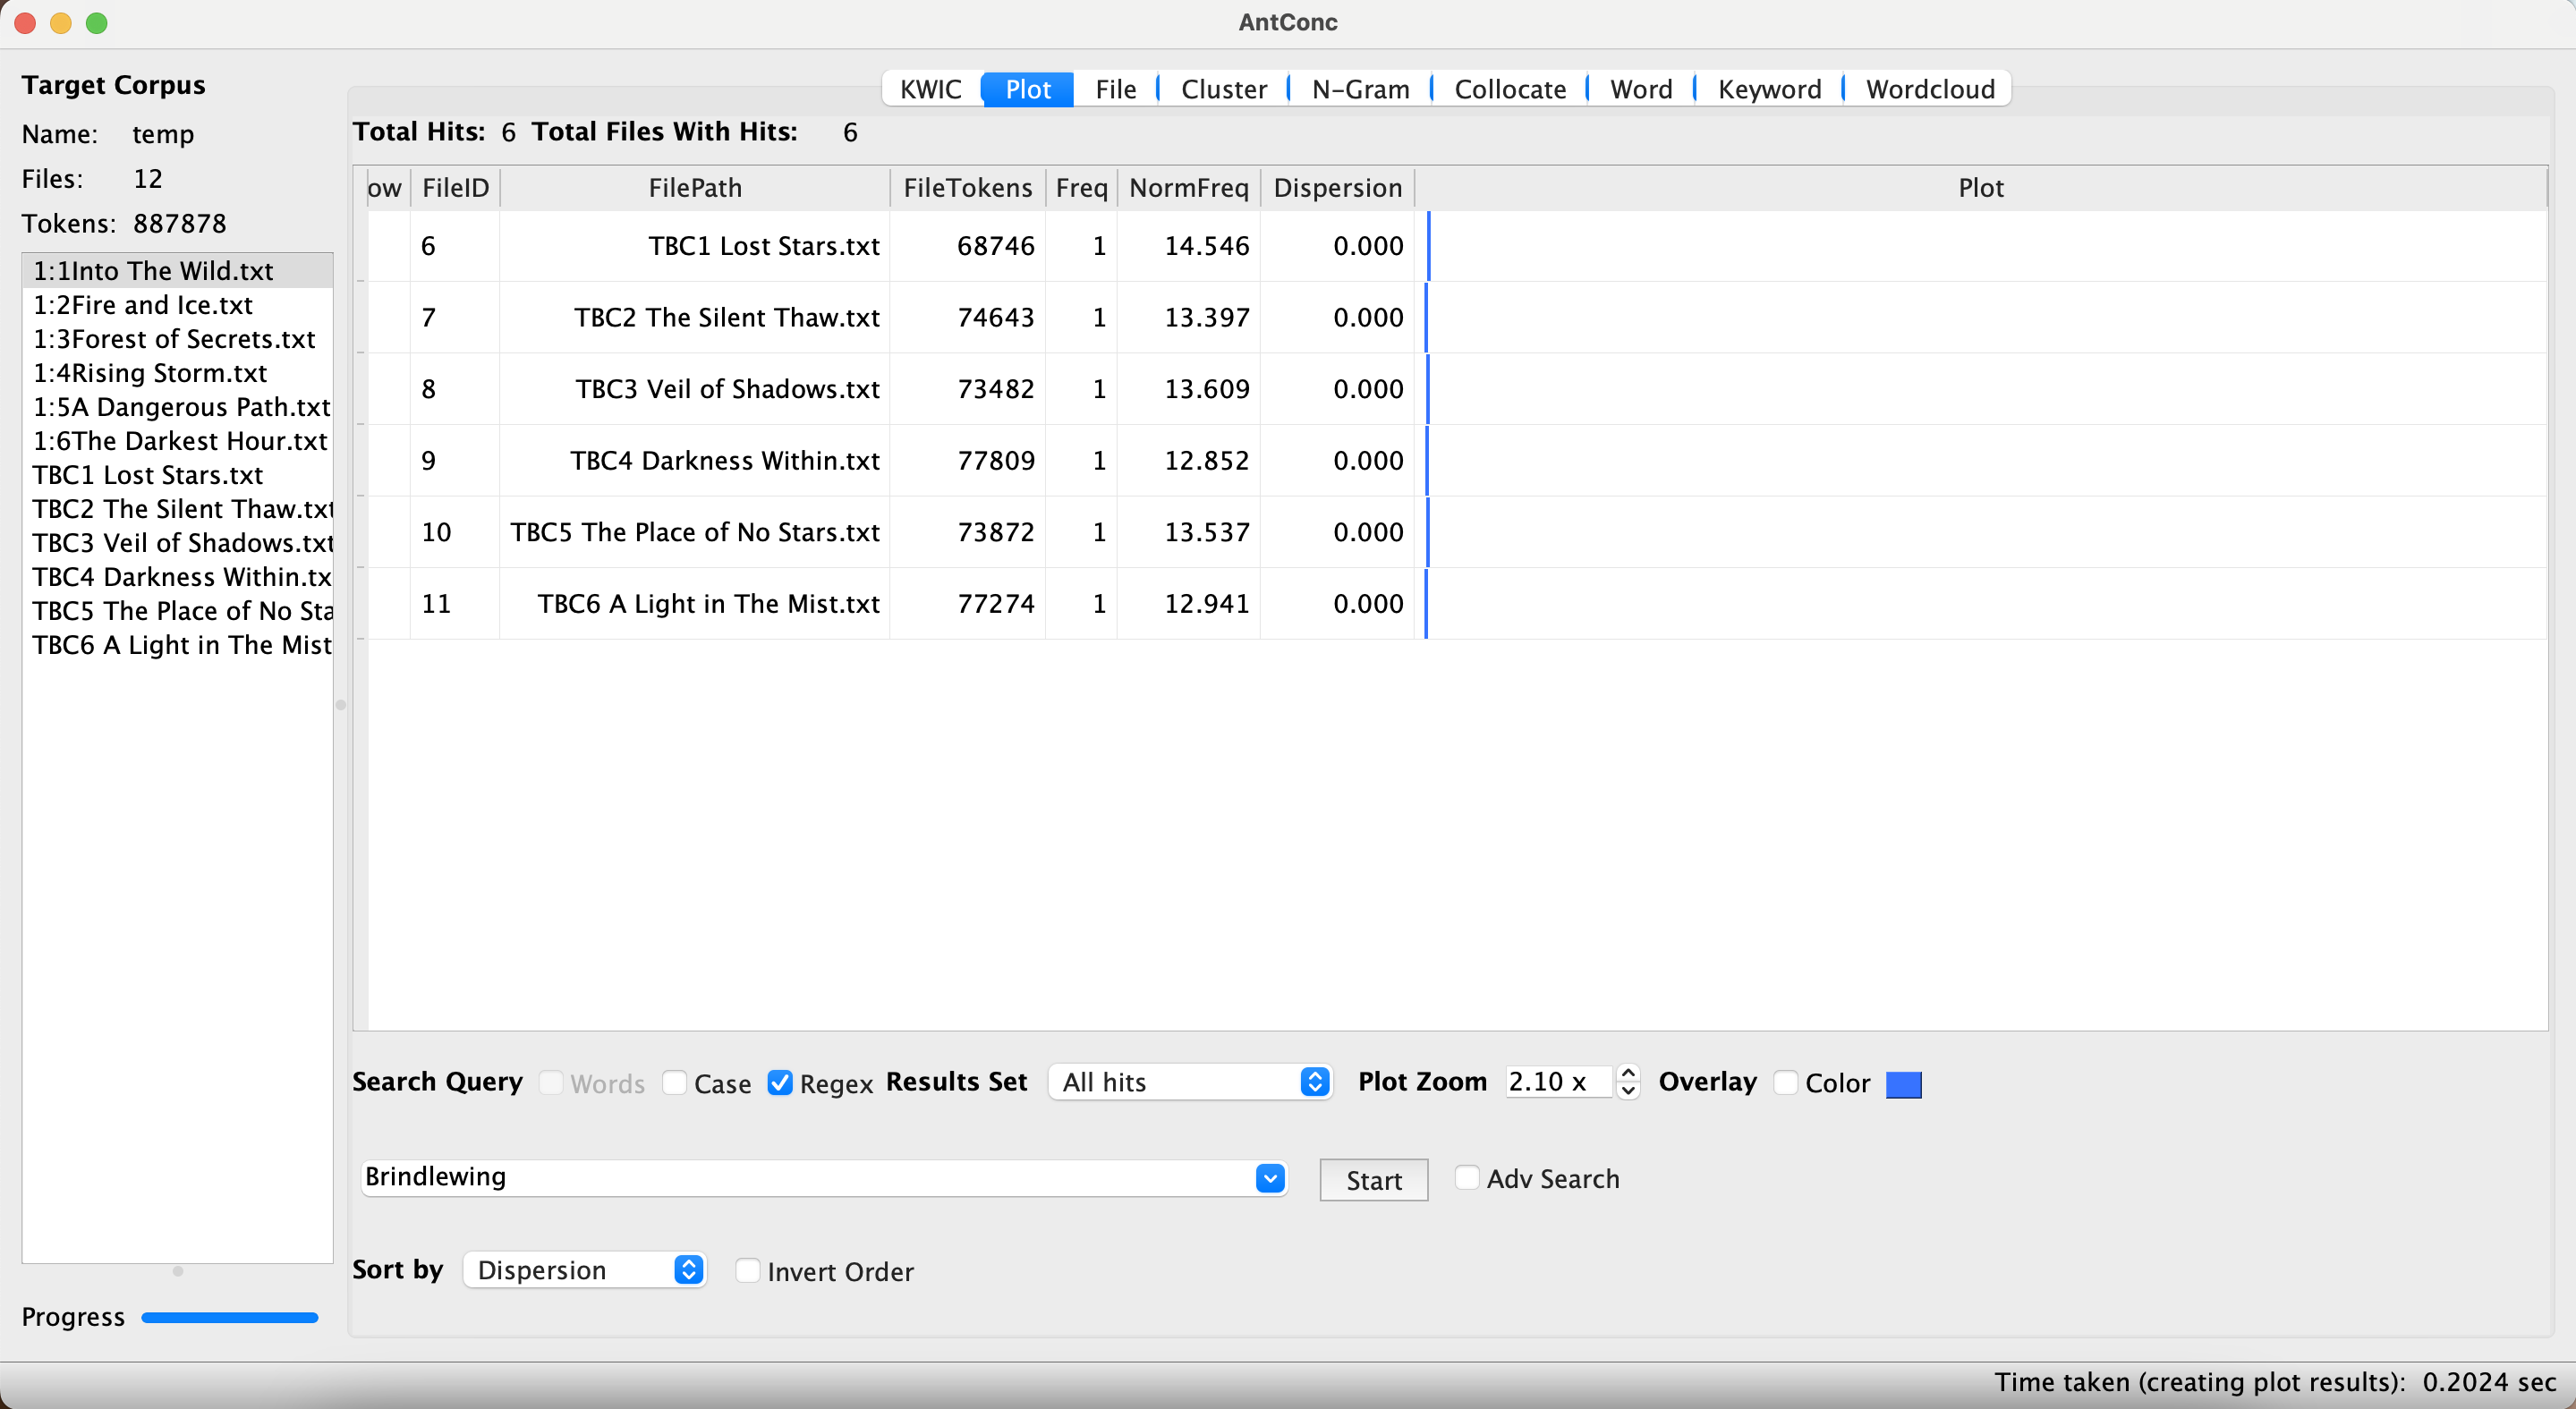 AntConc
Target Corpus
Name: temp
Files: 12
Tokens: 887878
1:1Into The Wild.txt
1:2Fire and Ice.txt
1:3Forest of Secrets.txt
1:4Rising Storm.txt
1:5A Dangerous Path.txt
1:6The Darkest Hour.txt
TBC1 Lost Stars.txt
TBC2 The Silent Thaw.txt
TBC3 Veil of Shadows.txt
TBC4 Darkness Within.tx
TBC5 The Place of No Sta
TBC6 A Light in The Mist
Progress
KWIC Plot File Cluster N-Gram Collocate Word Keyword Wordcloud
Total Hits: 6 Total Files With Hits: 6
ow FileID FilePath FileTokens Freq NormFreq Dispersion Plot
6 TBC1 Lost Stars.txt 68746 1 14.546 0.000
7 TBC2 The Silent Thaw.txt 74643 1 13.397 0.000
8 TBC3 Veil of Shadows.txt 73482 1 13.609 0.000
9 TBC4 Darkness Within.txt 77809 1 12.852 0.000
10 TBC5 The Place of No Stars.txt 73872 1 13.537 0.000
11 TBC6 A Light in The Mist.txt 77274 1 12.941 0.000
Search Query Words Case Regex Results Set All hits Plot Zoom 2.10 x Overlay Color
Brindlewing Start Adv Search
Sort by Dispersion Invert Order
Time taken (creating plot results): 0.2024 sec